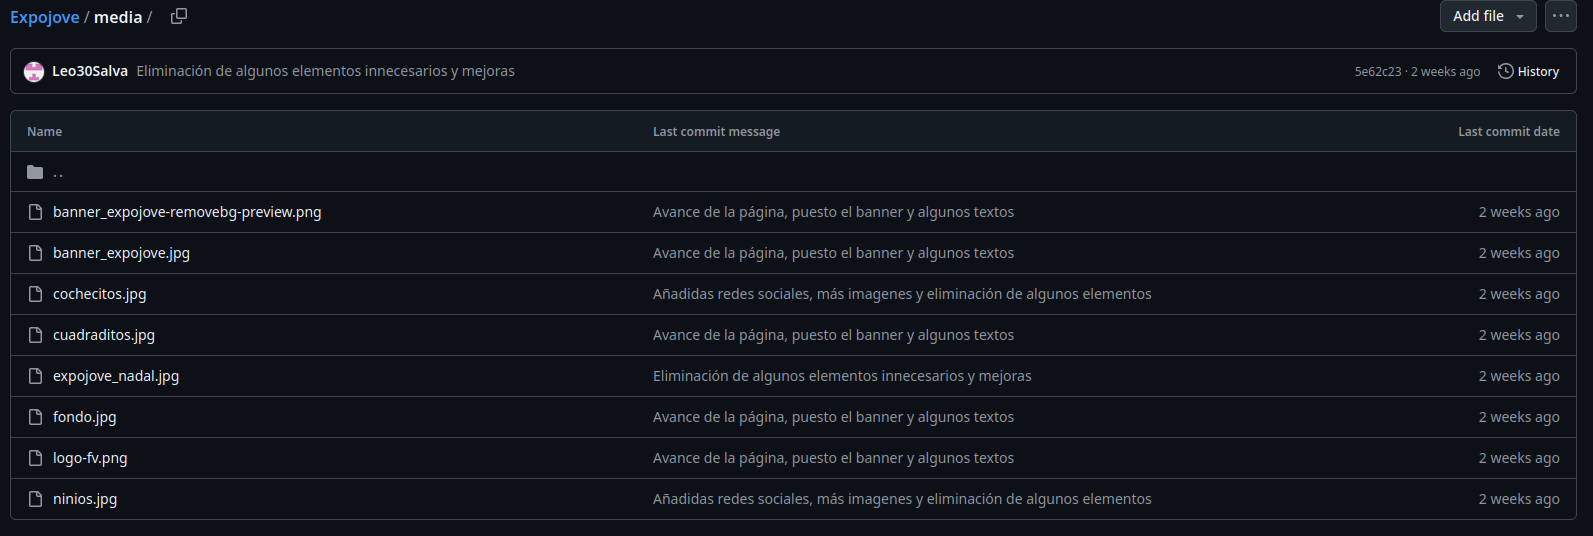 Expojove / media /
Add file
Leo30Salva Eliminación de algunos elementos innecesarios y mejoras 5e62c23 · 2 weeks ago History
Name Last commit message Last commit date
..
banner_expojove-removebg-preview.png Avance de la página, puesto el banner y algunos textos 2 weeks ago
banner_expojove.jpg Avance de la página, puesto el banner y algunos textos 2 weeks ago
cochecitos.jpg Añadidas redes sociales, más imagenes y eliminación de algunos elementos 2 weeks ago
cuadraditos.jpg Avance de la página, puesto el banner y algunos textos 2 weeks ago
expojove_nadal.jpg Eliminación de algunos elementos innecesarios y mejoras 2 weeks ago
fondo.jpg Avance de la página, puesto el banner y algunos textos 2 weeks ago
logo-fv.png Avance de la página, puesto el banner y algunos textos 2 weeks ago
ninios.jpg Añadidas redes sociales, más imagenes y eliminación de algunos elementos 2 weeks ago